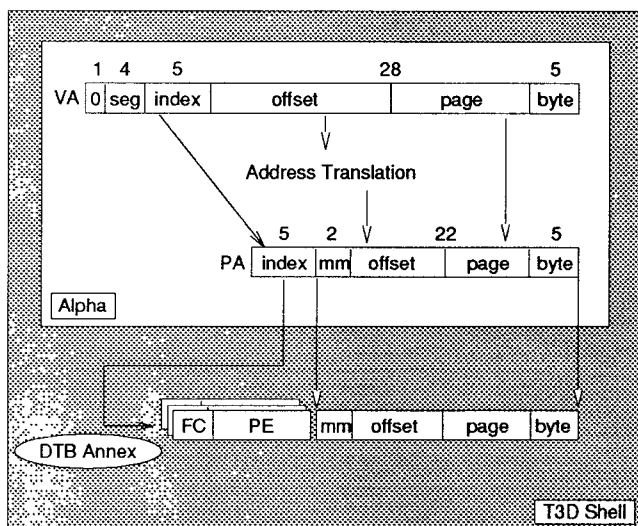 1 4 5 28 5
VA 0 seg index offset page byte
Address Translation
5 2 22 5
PA index mm offset page byte
Alpha
FC PE mm offset page byte
DTB Annex
T3D Shell